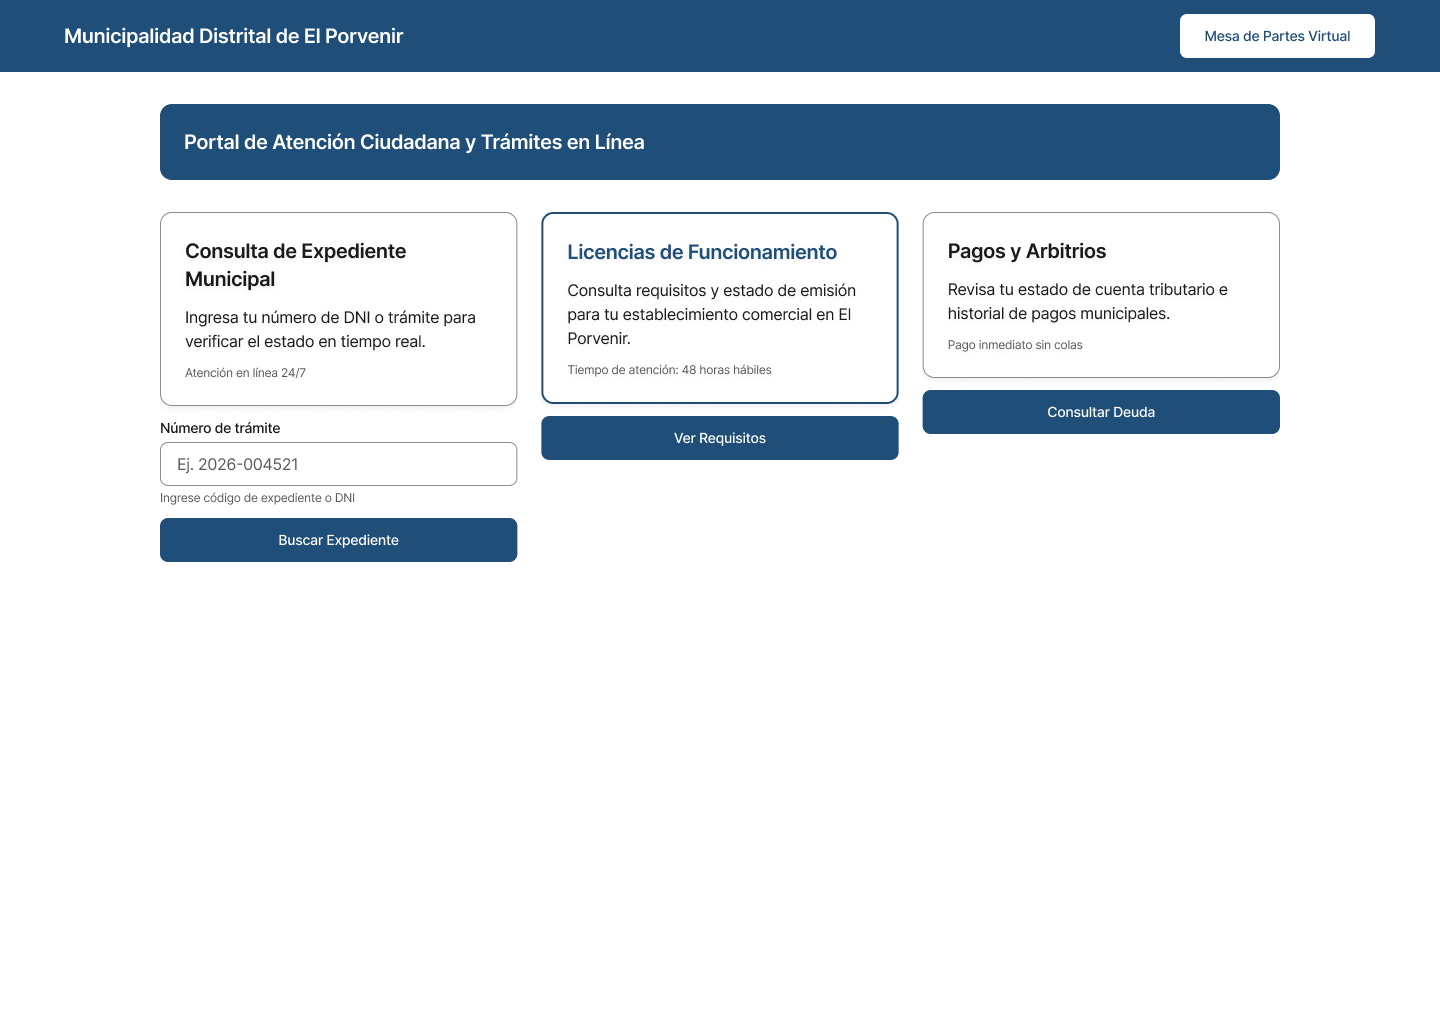 Municipalidad Distrital de El Porvenir
Mesa de Partes Virtual
Portal de Atención Ciudadana y Trámites en Línea
Consulta de Expediente
Municipal
Ingresa tu número de DNI o trámite para
verificar el estado en tiempo real.
Atención en línea 24/7
Número de trámite
Ej. 2026-004521
Ingrese código de expediente o DNI
Buscar Expediente
Licencias de Funcionamiento
Consulta requisitos y estado de emisión
para tu establecimiento comercial en El
Porvenir.
Tiempo de atención: 48 horas hábiles
Ver Requisitos
Pagos y Arbitrios
Revisa tu estado de cuenta tributario e
historial de pagos municipales.
Pago inmediato sin colas
Consultar Deuda